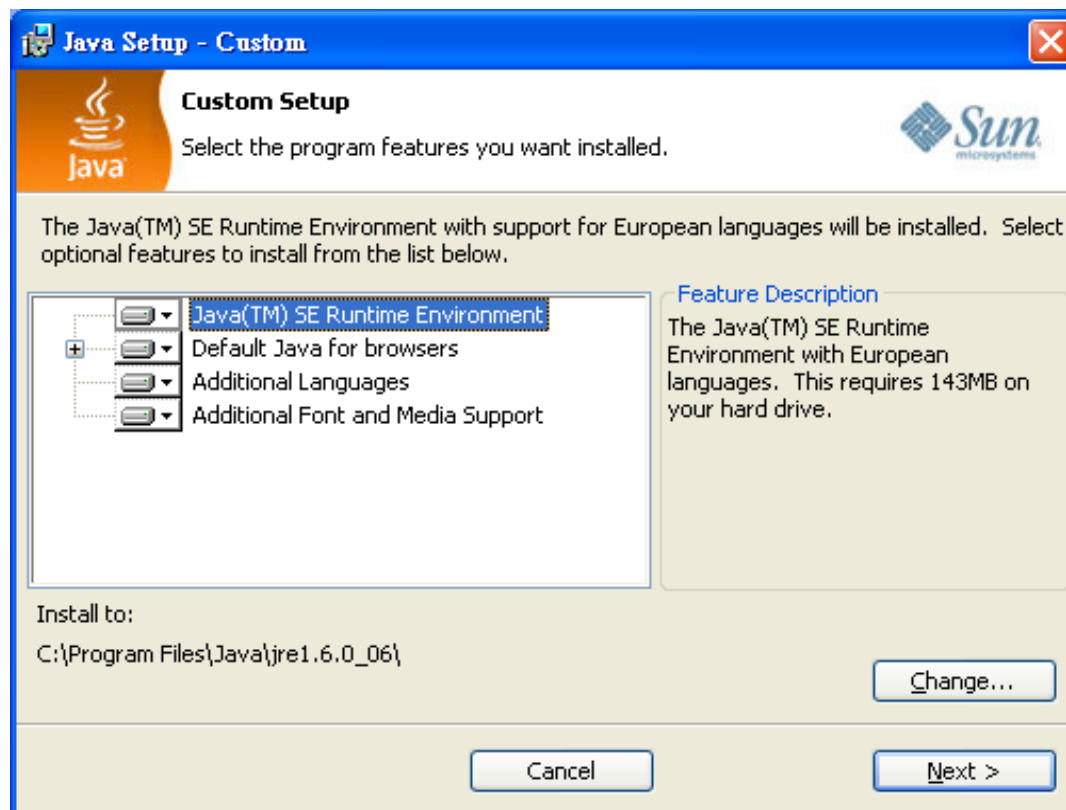 Java Setup - Custom
Custom Setup
Select the program features you want installed.
Java
Sun
microsystems
The Java(TM) SE Runtime Environment with support for European languages will be installed.  Select
optional features to install from the list below.
Java(TM) SE Runtime Environment
Default Java for browsers
Additional Languages
Additional Font and Media Support
Feature Description
The Java(TM) SE Runtime
Environment with European
languages.  This requires 143MB on
your hard drive.
Install to:
C:\Program Files\Java\jre1.6.0_06\
Change...
Cancel
Next >